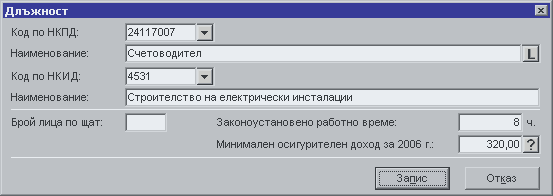 Длъжност
Код по НКПД: 24117007
Наименование: Счетоводител L
Код по НКИД: 4531
Наименование: Строителство на електрически инсталации
Брой лица по щат: Законоустановено работно време: 8 ч.
Минимален осигурителен доход за 2006 г.: 320,00 ?
Запис Отказ